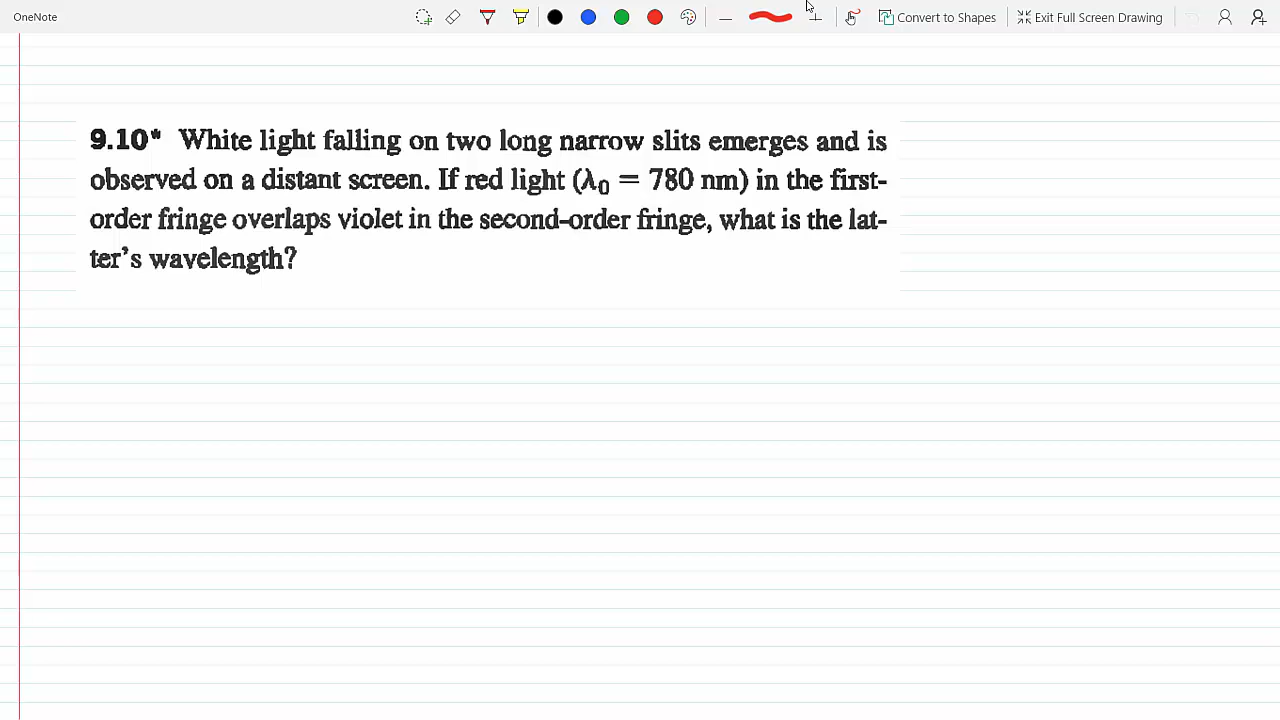 OneNote
Convert to Shapes
Exit Full Screen Drawing
9.10* White light falling on two long narrow slits emerges and is
observed on a distant screen. If red light (λ₀ = 780 nm) in the first-
order fringe overlaps violet in the second-order fringe, what is the lat-
ter's wavelength?